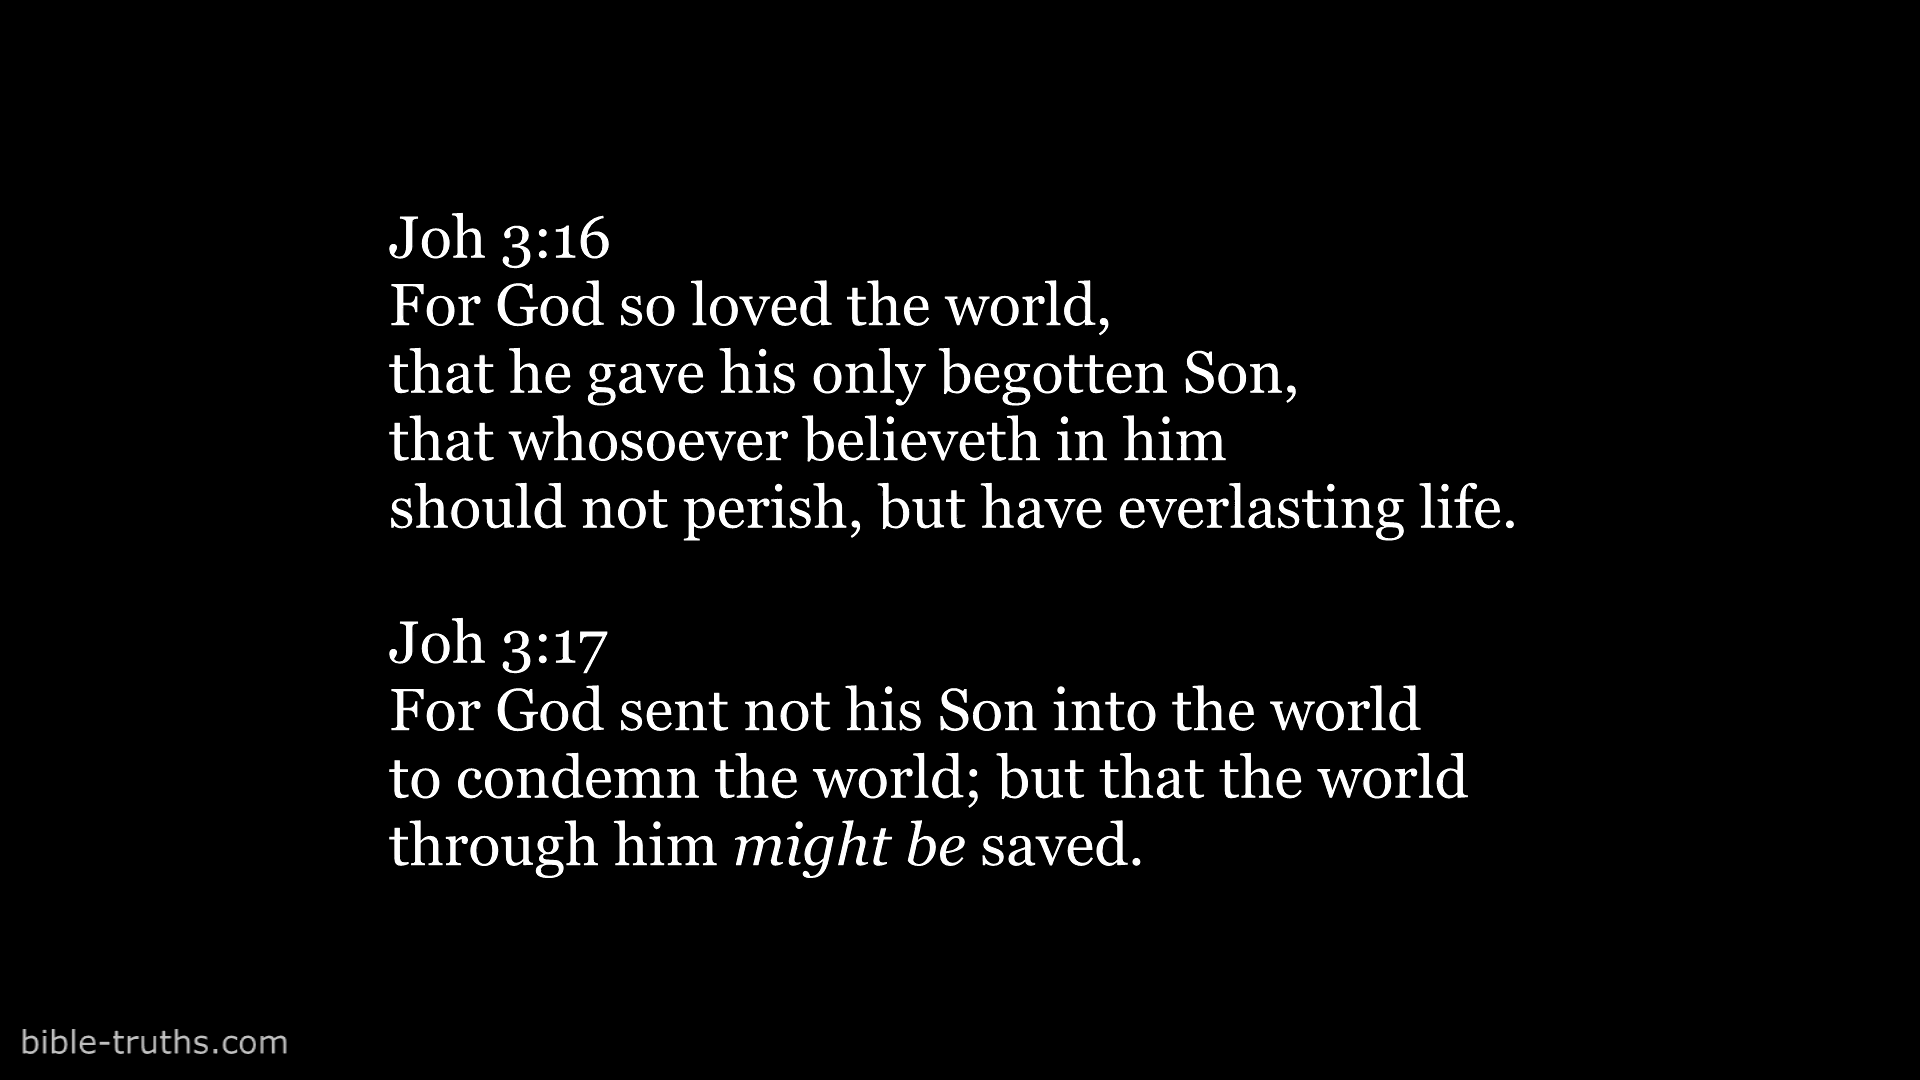 Joh 3:16
For God so loved the world,
that he gave his only begotten Son,
that whosoever believeth in him
should not perish, but have everlasting life.
Joh 3:17
For God sent not his Son into the world
to condemn the world; but that the world
through him might be saved.
bible-truths.com